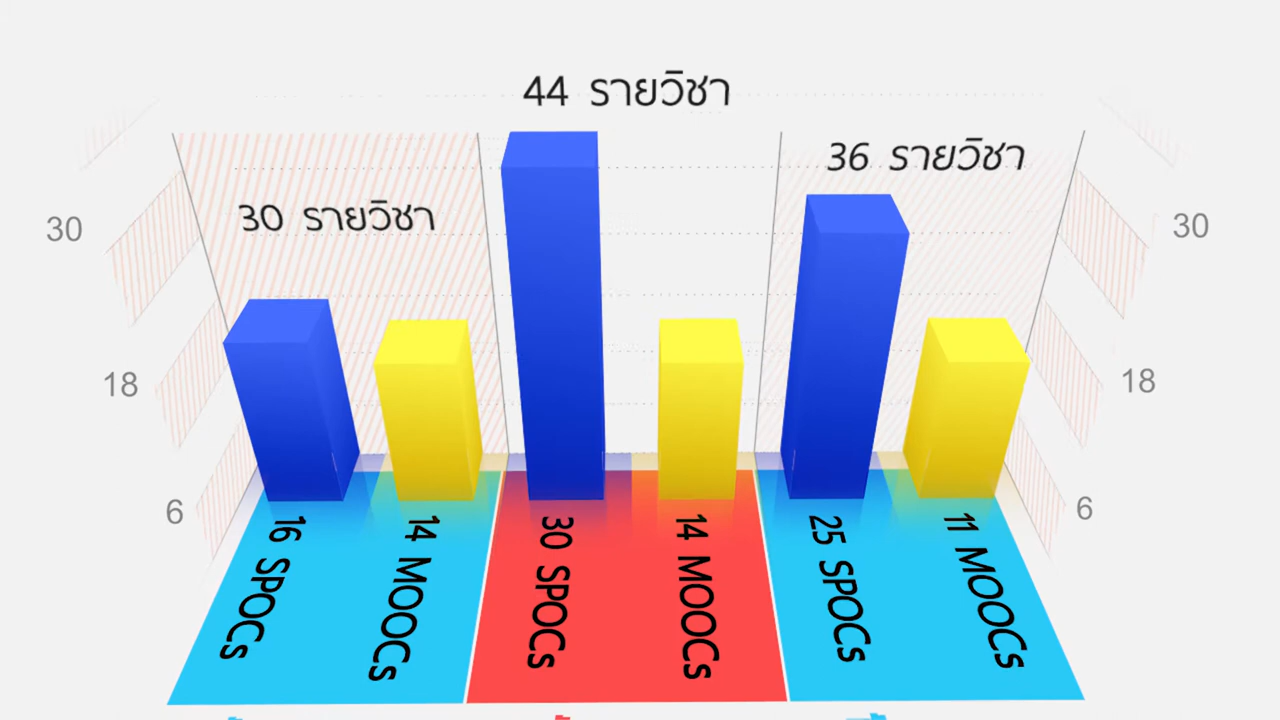 44 รายวิชา
36 รายวิชา
30 รายวิชา
30
30
18
18
6
6
16 SPOCs
14 MOOCs
30 SPOCs
14 MOOCs
25 SPOCs
11 MOOCs